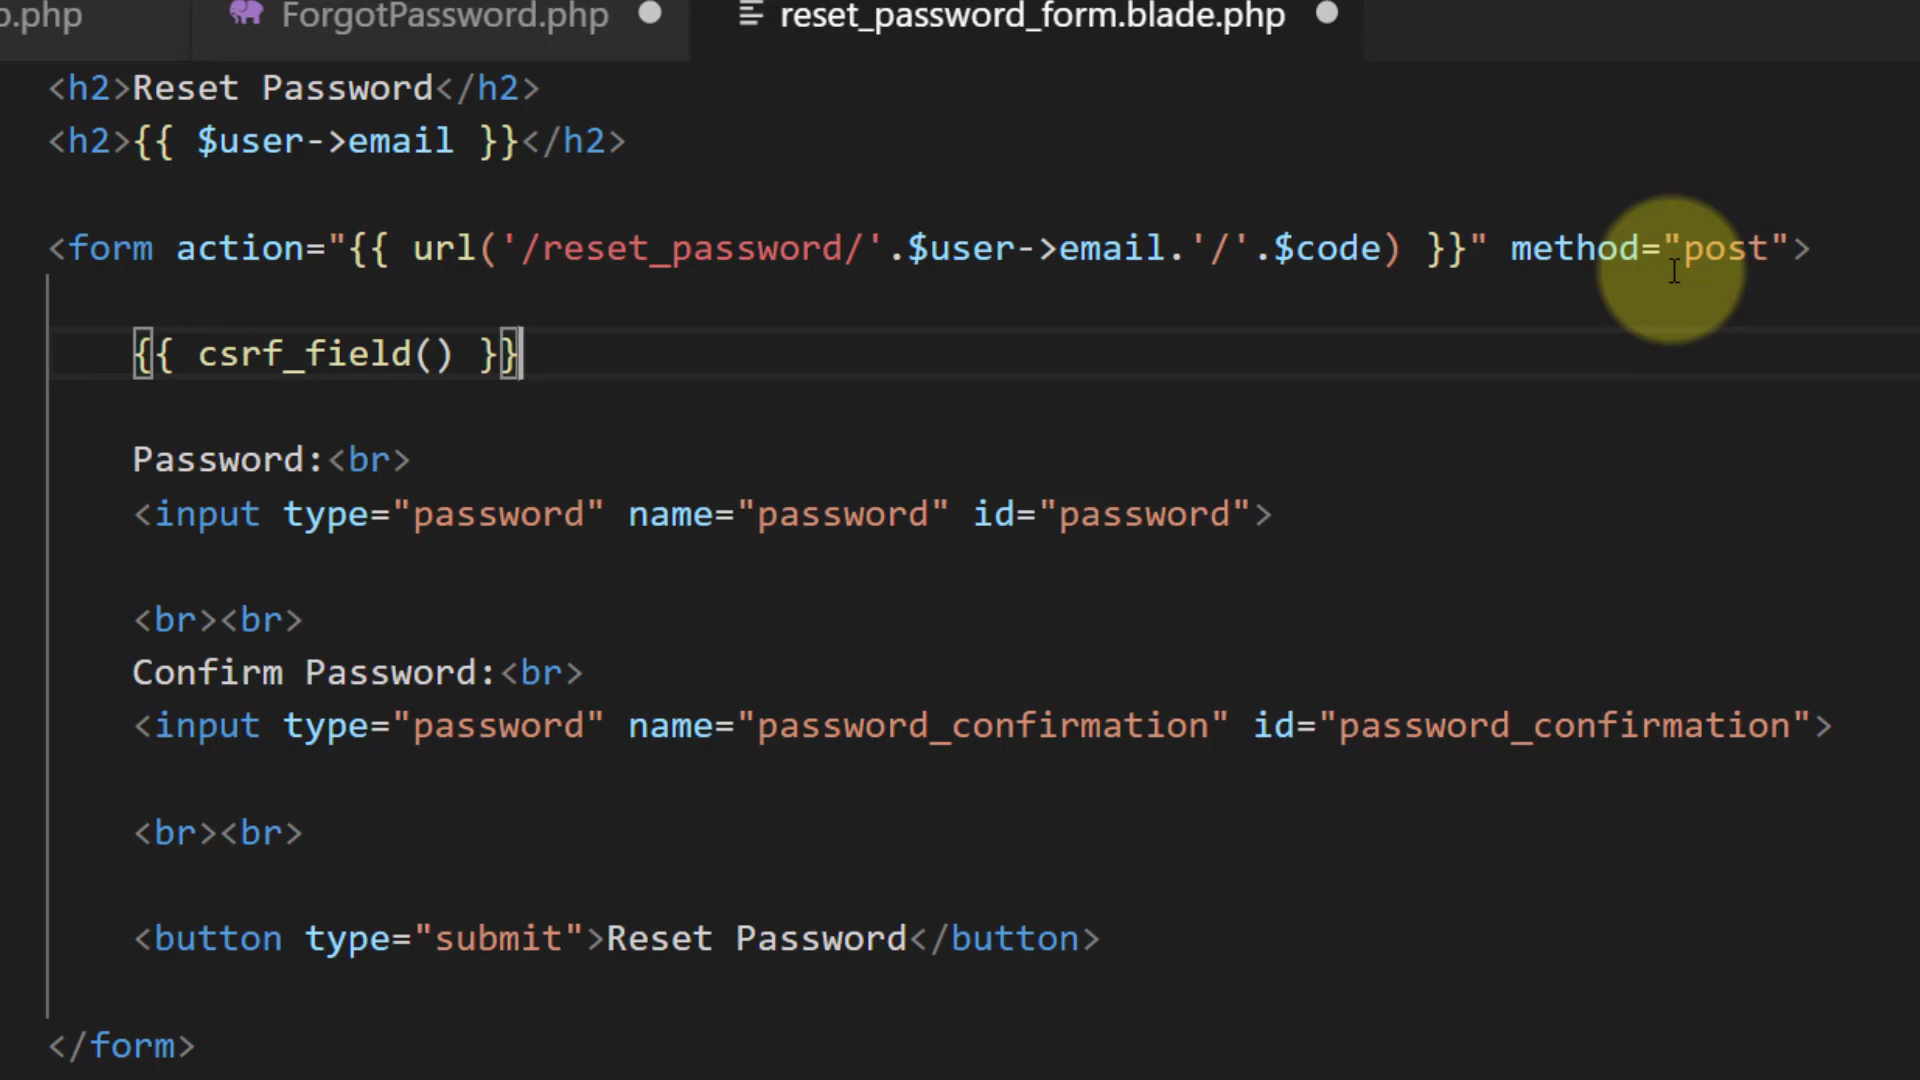 p.php ForgotPassword.php reset_password_form.blade.php
<h2>Reset Password</h2>
<h2>{{ $user->email }}</h2>
<form action="{{ url('/reset_password/'.$user->email.'/'.$code) }}" method="post">
{{ csrf_field() }}
Password:<br>
<input type="password" name="password" id="password">
<br><br>
Confirm Password:<br>
<input type="password" name="password_confirmation" id="password_confirmation">
<br><br>
<button type="submit">Reset Password</button>
</form>